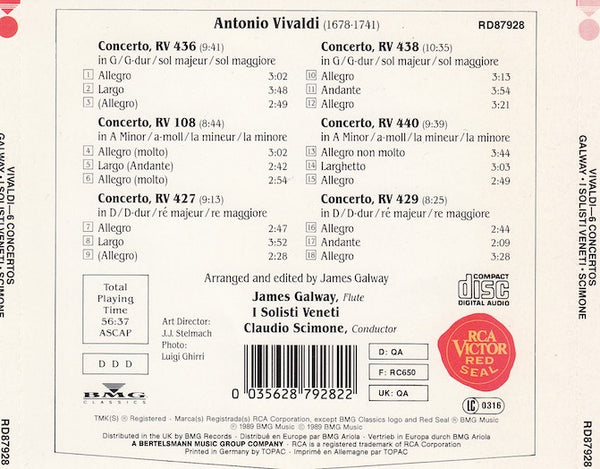 Antonio Vivaldi (1678-1741)
RD87928
Concerto, RV 436 (9:41)
in G/G-dur/sol majeur/sol maggiore
1 Allegro 3:02
2 Largo 3:48
3 (Allegro) 2:49
Concerto, RV 108 (8:44)
in A Minor/a-moll/la mineur/la minore
4 Allegro (molto) 3:02
5 Largo (Andante) 2:42
6 Allegro (molto) 2:54
Concerto, RV 427 (9:13)
in D/D-dur/ré majeur/re maggiore
7 Allegro 2:47
8 Largo 3:52
9 (Allegro) 2:28
Concerto, RV 438 (10:35)
in G/G-dur/sol majeur/sol maggiore
10 Allegro 3:13
11 Andante 3:54
12 Allegro 3:21
Concerto, RV 440 (9:39)
in A Minor/a-moll/la mineur/la minore
13 Allegro non molto 3:44
14 Larghetto 3:03
15 Allegro 2:49
Concerto, RV 429 (8:25)
in D/D-dur/ré majeur/re maggiore
16 Allegro 2:44
17 Andante 2:09
18 Allegro 3:28
Arranged and edited by James Galway
James Galway, Flute
I Solisti Veneti
Claudio Scimone, Conductor
Total
Playing
Time
56:37
ASCAP
DDD
BMG
CLASSICS
Art Director:
J.J. Stelmach
Photo:
Luigi Ghirri
0 035628 792822
D: QA
F: RC650
UK: QA
COMPACT
disc
DIGITAL AUDIO
RCA
VICTOR
RED
SEAL
LC 0316
TMK(S) ® Registered · Marca(s) Registrada(s) RCA Corporation, except BMG Classics logo and Red Seal ® BMG Music
℗ 1989 BMG Music © 1989 BMG Music
Distributed in the UK by BMG Records · Distribué en Europe par BMG Ariola · Vertrieb in Europa durch BMG Ariola
A BERTELSMANN MUSIC GROUP COMPANY · RCA is a registered trademark of RCA Corporation
Printed in Germany by TOPAC · Imprimé en Allemagne par TOPAC
VIVALDI—6 CONCERTOS
GALWAY · I SOLISTI VENETI · SCIMONE
RD87928
VIVALDI—6 CONCERTOS
GALWAY · I SOLISTI VENETI · SCIMONE
RD87928